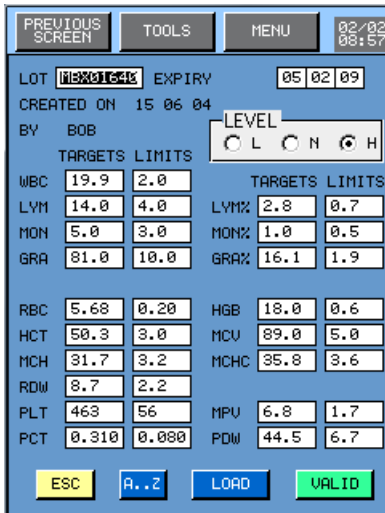 PREVIOUS SCREEN TOOLS MENU 02/02 08:57
LOT MBX01640 EXPIRY 05 02 09
CREATED ON 15 06 04
BY BOB
LEVEL
L N H
TARGETS LIMITS
WBC 19.9 2.0 TARGETS LIMITS
LYM 14.0 4.0 LYM% 2.8 0.7
MON 5.0 3.0 MON% 1.0 0.5
GRA 81.0 10.0 GRA% 16.1 1.9
RBC 5.68 0.20 HGB 18.0 0.6
HCT 50.3 3.0 MCV 89.0 5.0
MCH 31.7 3.2 MCHC 35.8 3.6
RDW 8.7 2.2
PLT 463 56 MPV 6.8 1.7
PCT 0.310 0.080 PDW 44.5 6.7
ESC A..Z LOAD VALID